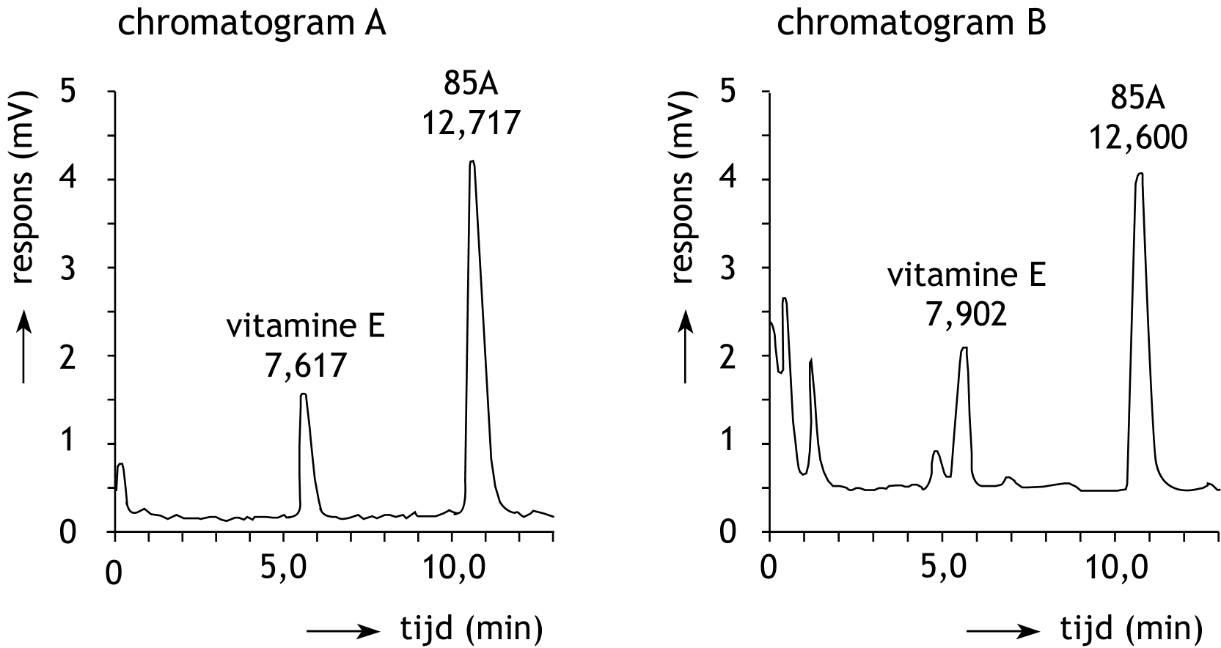 chromatogram A
respons (mV)
5
4
3
2
1
0
85A
12,717
vitamine E
7,617
0
5,0
10,0
tijd (min)
chromatogram B
respons (mV)
5
4
3
2
1
0
85A
12,600
vitamine E
7,902
0
5,0
10,0
tijd (min)